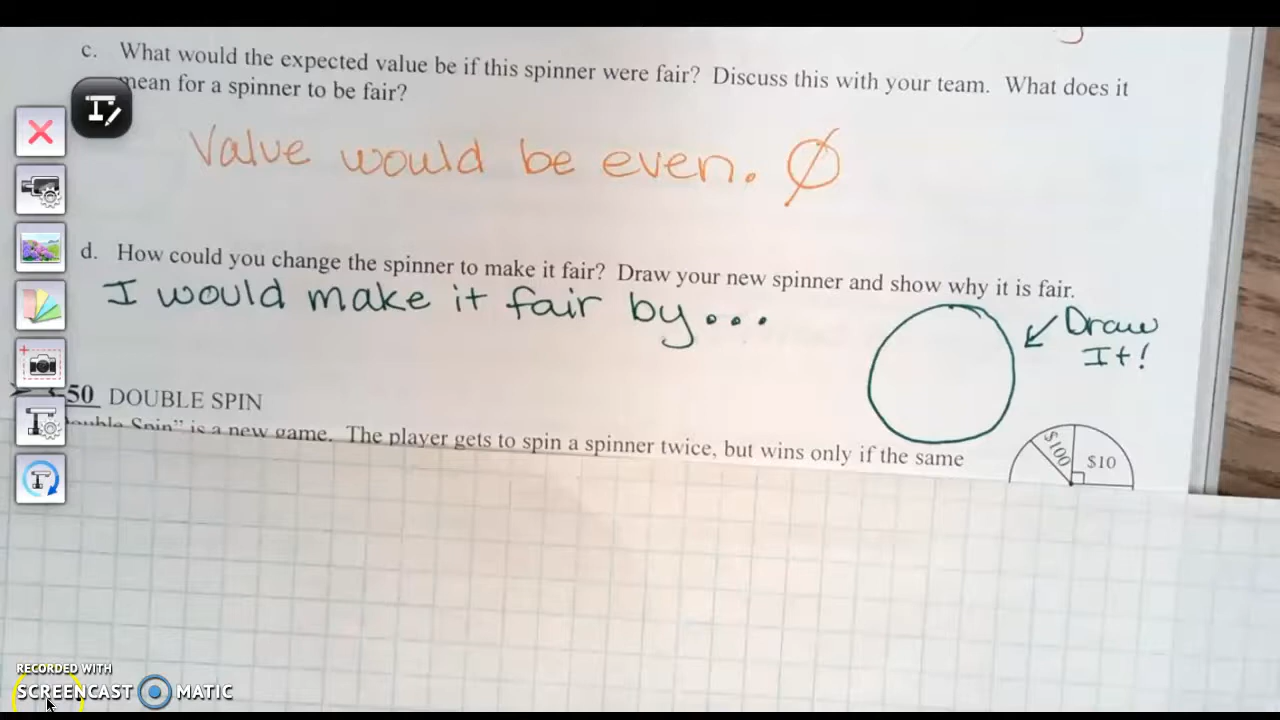 c. What would the expected value be if this spinner were fair? Discuss this with your team. What does it
mean for a spinner to be fair?
Value would be even. Ø
d. How could you change the spinner to make it fair? Draw your new spinner and show why it is fair.
I would make it fair by...
Draw
It!
50 DOUBLE SPIN
Spin" is a new game. The player gets to spin a spinner twice, but wins only if the same
$100
$10
RECORDED WITH
SCREENCAST MATIC